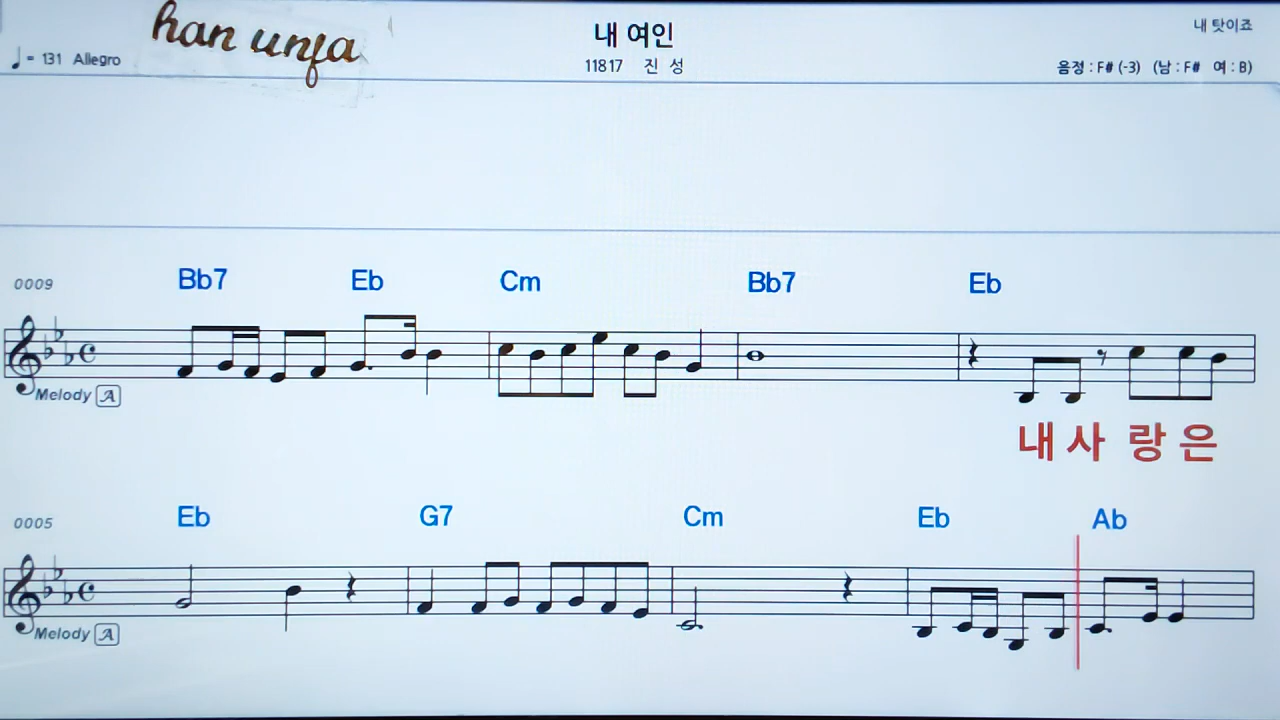 han unja
내 여인
내 탓이죠
♩= 131 Allegro
11817 진 성
음정 : F# (-3) (남 : F# 여 : B)
0009
Bb7 Eb Cm Bb7 Eb
Melody A
내 사 랑 은
0005
Eb G7 Cm Eb Ab
Melody A